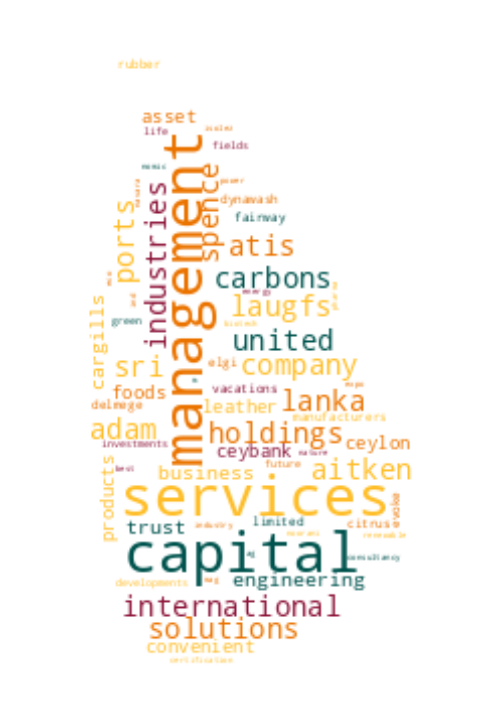 rubber
asset
life
fields
management
industries
spence
ports
power
dynawash
fairway
atis
carbons
energy
laugfs
cargills
green
united
sri
elgi
company
foods
vacations
lanka
delmege
leather
manufacturers
adam
holdings
ceylon
investments
ceybank
nature
best
business
future
aitken
products
services
evoke
trust
industry
limited
citrus
renewable
capital
ag
consultancy
developments
engineering
international
solutions
convenient
certification